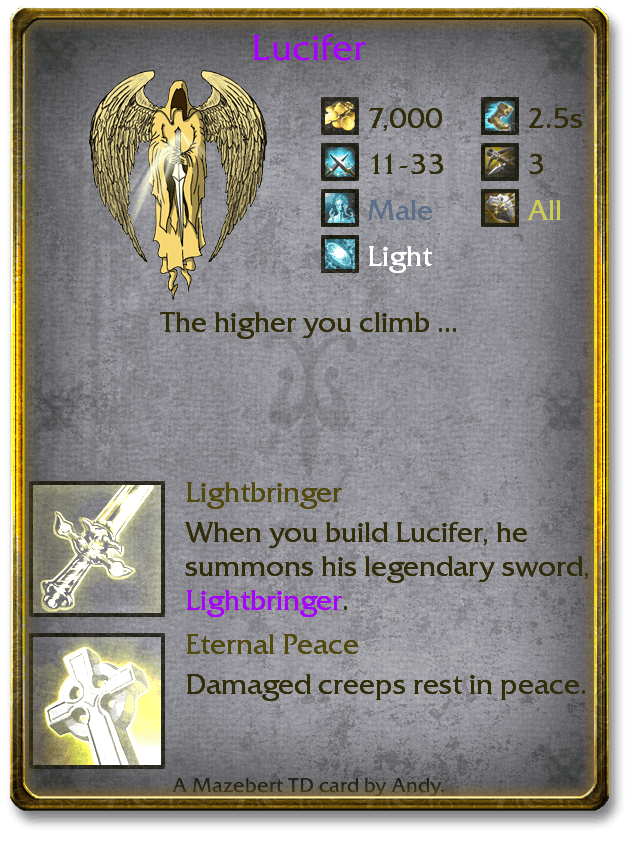 Lucifer
7,000 2.5s
11-33 3
Male All
Light
The higher you climb ...
Lightbringer
When you build Lucifer, he
summons his legendary sword,
Lightbringer.
Eternal Peace
Damaged creeps rest in peace.
A Mazebert TD card by Andy.